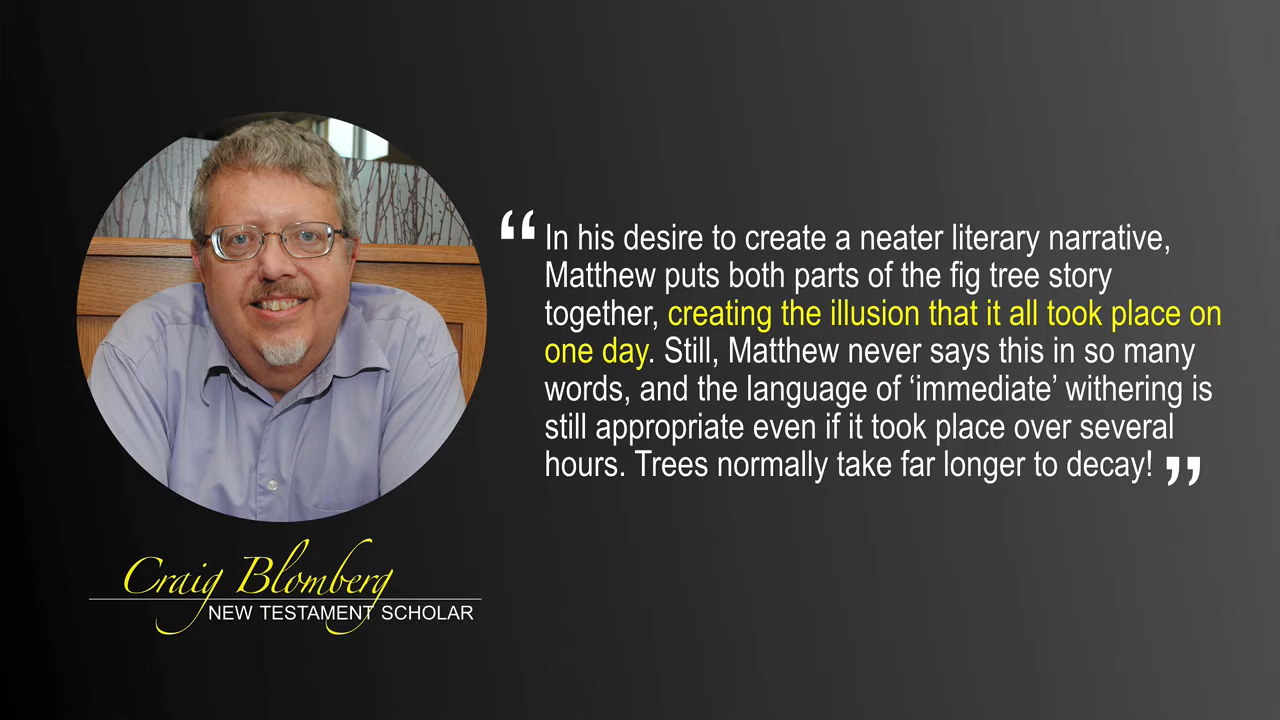 “ In his desire to create a neater literary narrative,
Matthew puts both parts of the fig tree story
together, creating the illusion that it all took place on
one day. Still, Matthew never says this in so many
words, and the language of ‘immediate’ withering is
still appropriate even if it took place over several
hours. Trees normally take far longer to decay! ”
Craig Blomberg
NEW TESTAMENT SCHOLAR